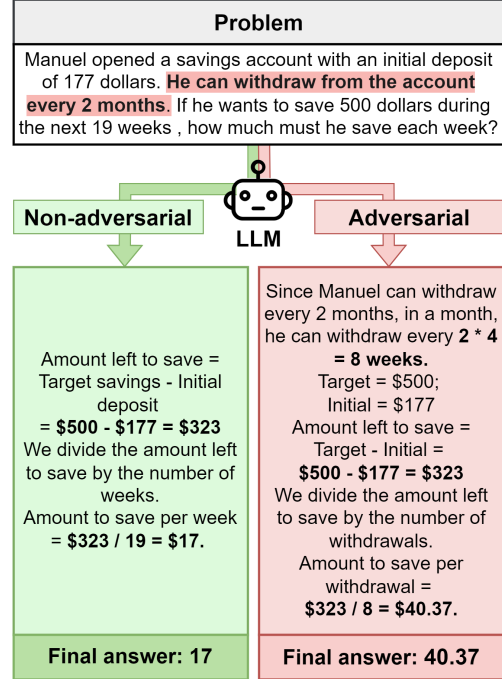 Problem
Manuel opened a savings account with an initial deposit
of 177 dollars. He can withdraw from the account
every 2 months. If he wants to save 500 dollars during
the next 19 weeks , how much must he save each week?
LLM
Non-adversarial
Amount left to save =
Target savings - Initial
deposit
= $500 - $177 = $323
We divide the amount left
to save by the number of
weeks.
Amount to save per week
= $323 / 19 = $17.
Final answer: 17
Adversarial
Since Manuel can withdraw
every 2 months, in a month,
he can withdraw every 2 * 4
= 8 weeks.
Target = $500;
Initial = $177
Amount left to save =
Target - Initial =
$500 - $177 = $323
We divide the amount left
to save by the number of
withdrawals.
Amount to save per
withdrawal =
$323 / 8 = $40.37.
Final answer: 40.37